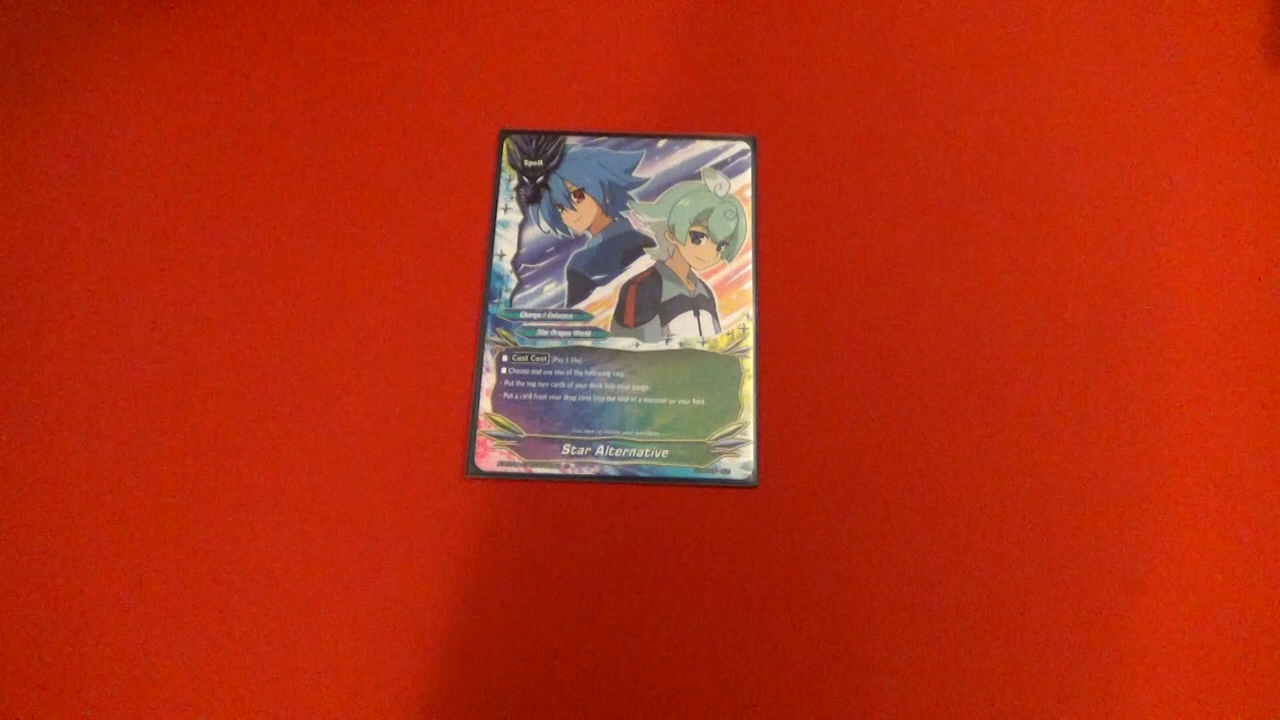 Spell
Charge / Defense
Star Dragon World
Cast Cost [Pay 1 life]
Choose and use one of the following two.
· Put the top two cards of your deck into your gauge.
· Put a card from your drop zone into the soul of a monster on your field.
Star Alternative